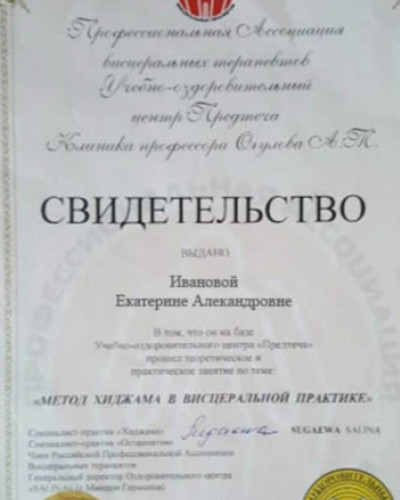 Профессиональная Ассоциация
висцеральных терапевтов
Учебно-оздоровительный
центр Предтеча
Клиника профессора Огулова А.Т.
СВИДЕТЕЛЬСТВО
ВЫДАНО
Ивановой
Екатерине Алекандровне
В том, что он на базе
Учебно-оздоровительного центра «Предтеча»
прошел теоретическое и
практическое занятие по теме:
«МЕТОД ХИДЖАМА В ВИСЦЕРАЛЬНОЙ ПРАКТИКЕ»
Специалист-практик «Хиджама» SUGAEWA SALINA
Специалист-практик «Остеопатии»
Член Российской Профессиональной Ассоциации
Висцеральных терапевтов
Генеральный директор Оздоровительного центра